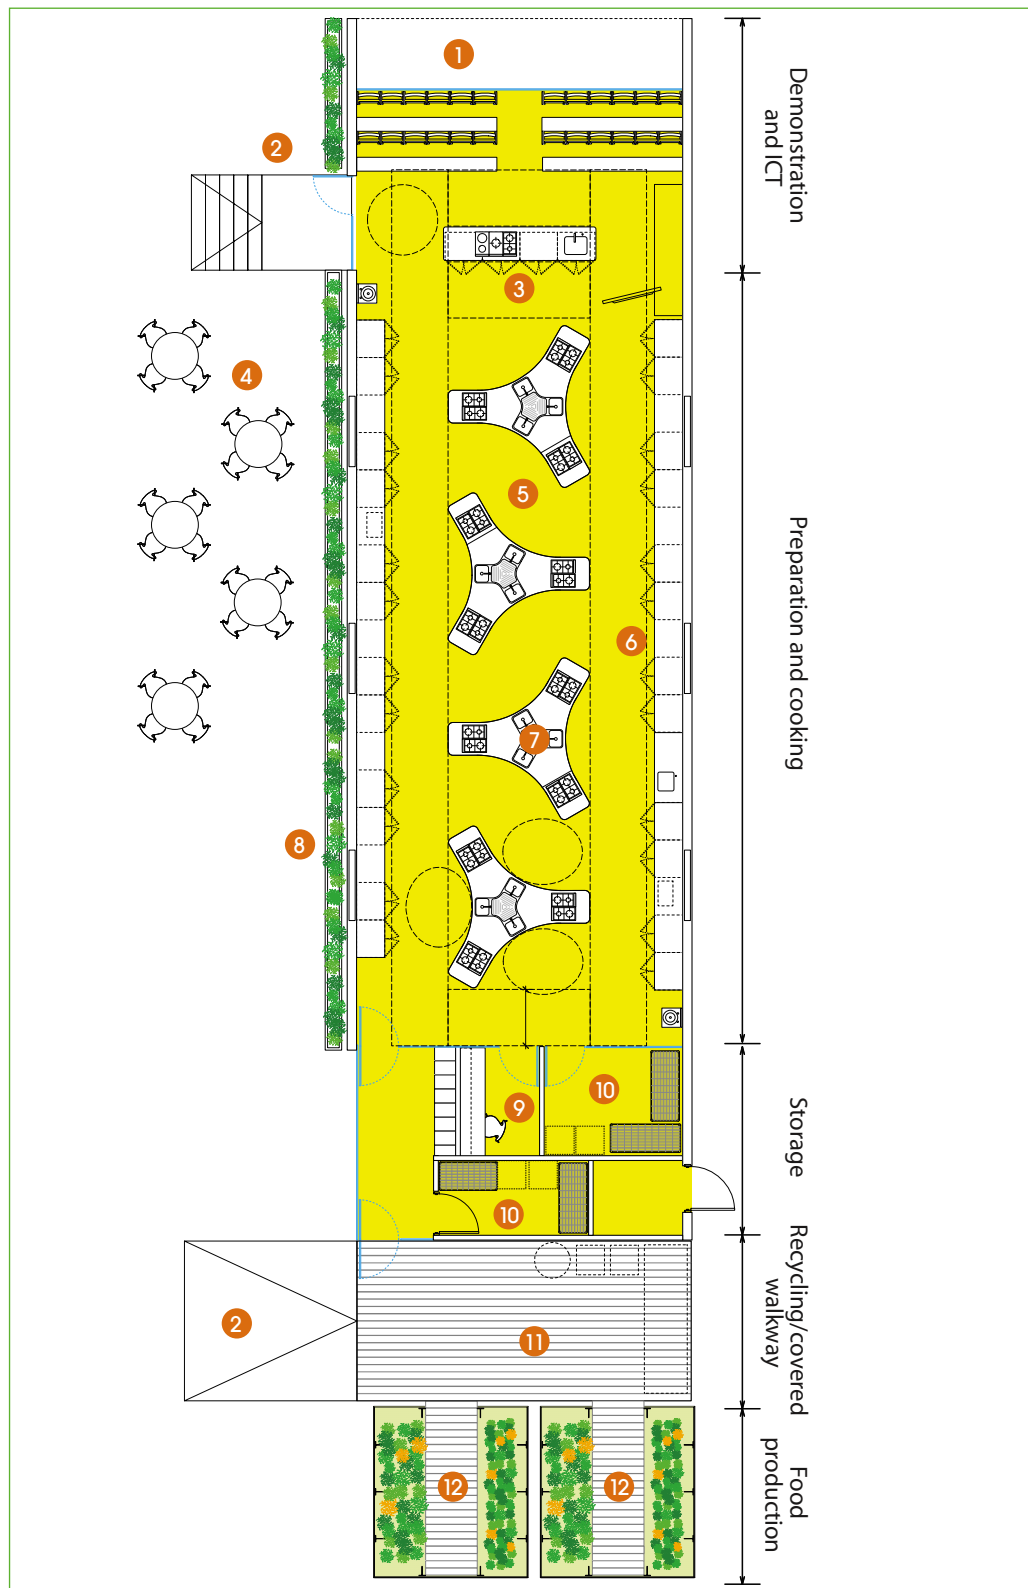 1
2
3
4
5
6
7
8
9
10
10
2
11
12
12
Demonstration
and ICT
Preparation and cooking
Storage
Recycling/covered
walkway
Food
production